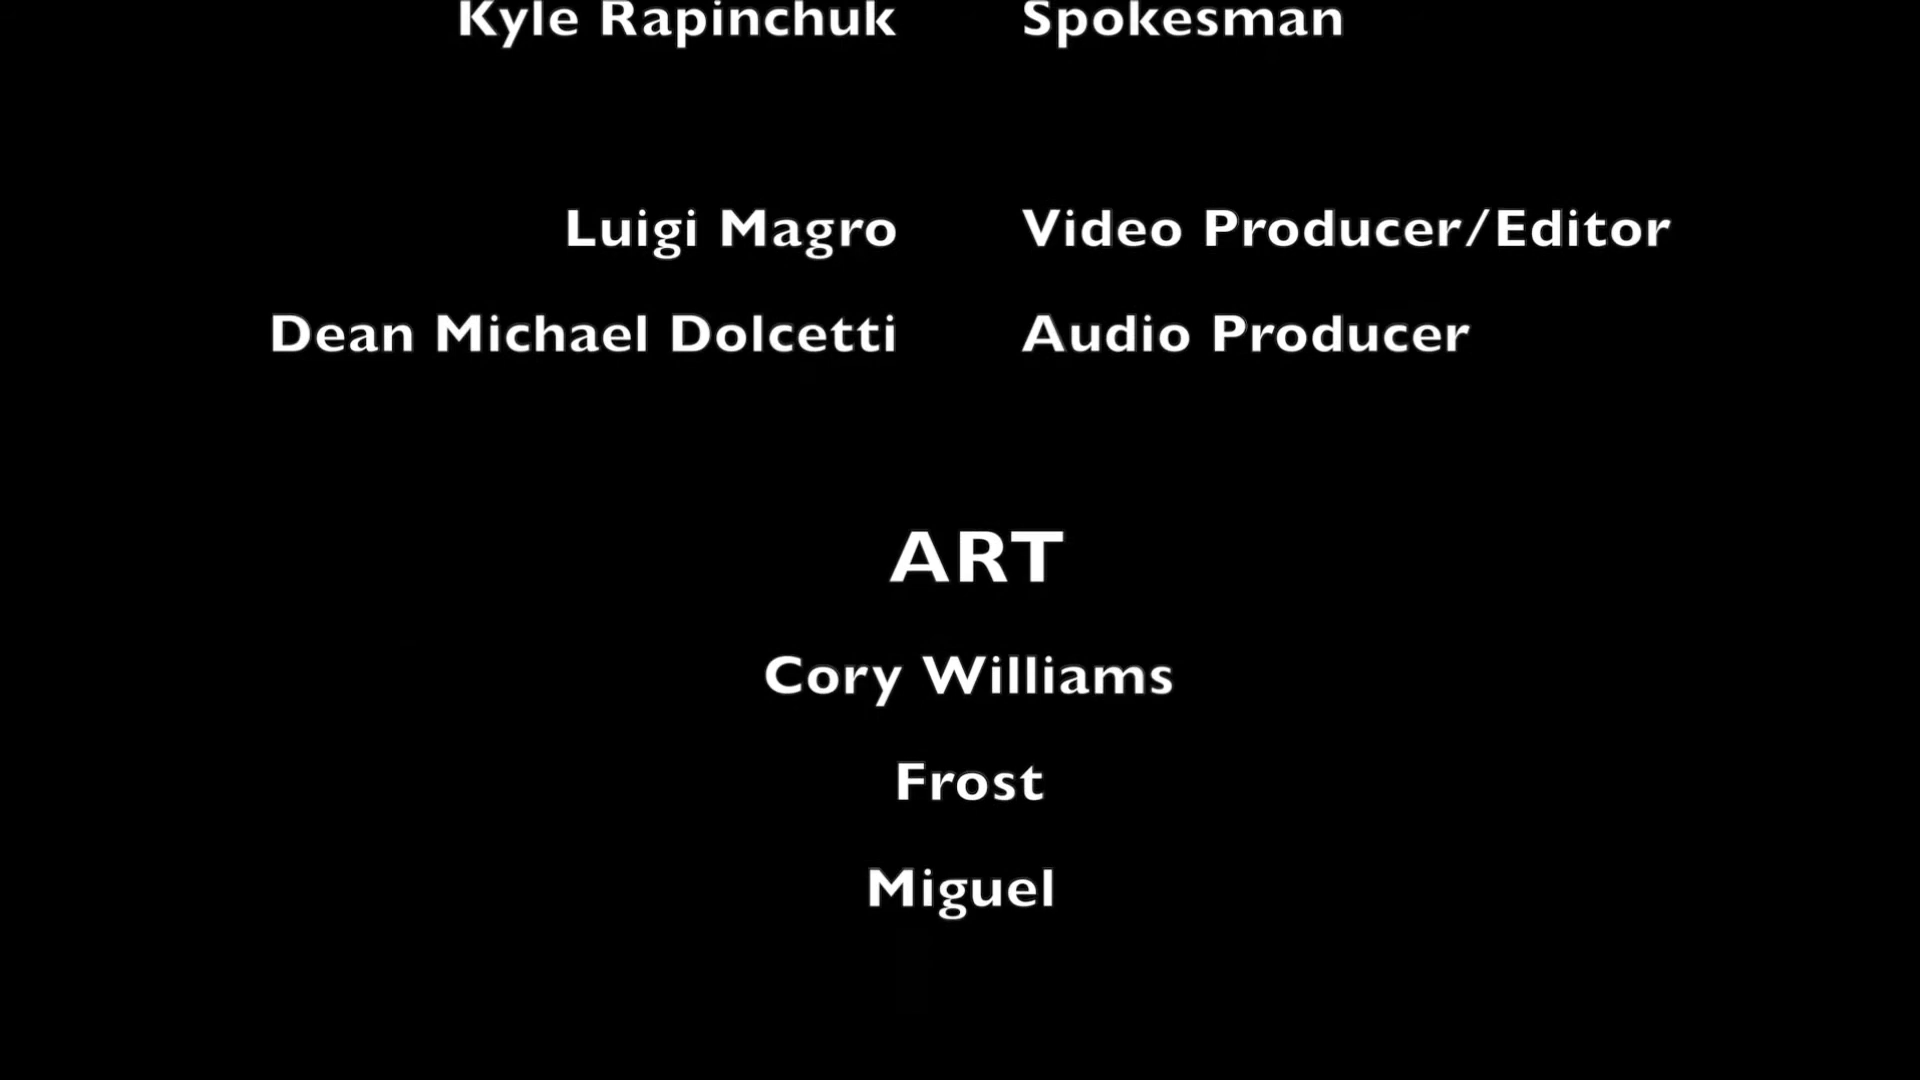 Kyle Rapinchuk Spokesman
Luigi Magro Video Producer/Editor
Dean Michael Dolcetti Audio Producer
ART
Cory Williams
Frost
Miguel